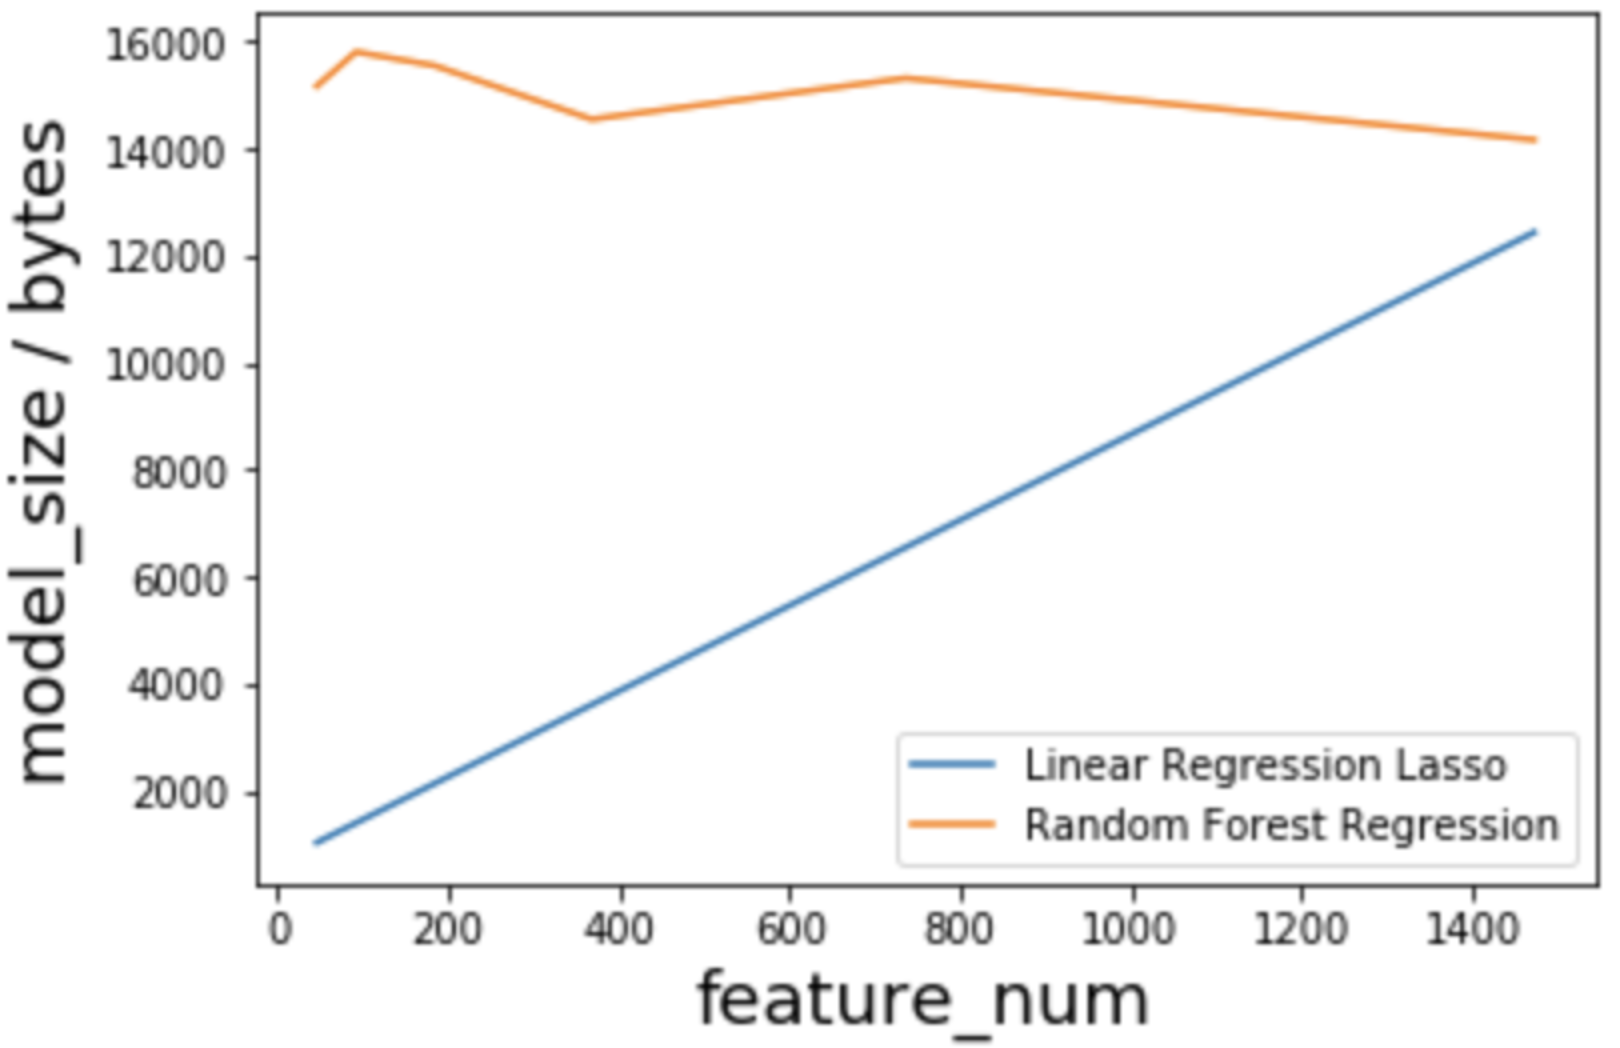 model_size / bytes
16000
14000
12000
10000
8000
6000
4000
2000
Linear Regression Lasso
Random Forest Regression
0 200 400 600 800 1000 1200 1400
feature_num